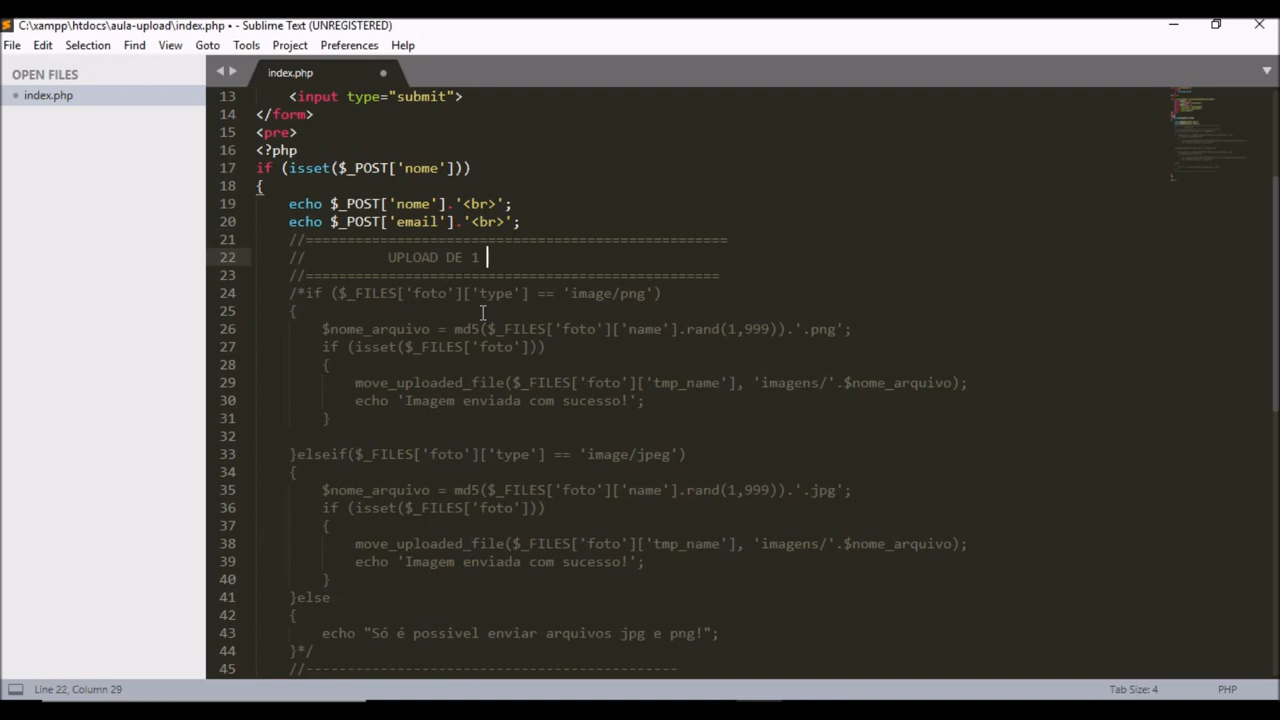 C:\xampp\htdocs\aula-upload\index.php • - Sublime Text (UNREGISTERED)
File Edit Selection Find View Goto Tools Project Preferences Help
OPEN FILES
index.php
index.php
13 <input type="submit">
14 </form>
15 <pre>
16 <?php
17 if (isset($_POST['nome']))
18 {
19 echo $_POST['nome'].'<br>';
20 echo $_POST['email'].'<br>';
21 //===================================================
22 // UPLOAD DE 1
23 //==================================================
24 /*if ($_FILES['foto']['type'] == 'image/png')
25 {
26 $nome_arquivo = md5($_FILES['foto']['name'].rand(1,999)).'.png';
27 if (isset($_FILES['foto']))
28 {
29 move_uploaded_file($_FILES['foto']['tmp_name'], 'imagens/'.$nome_arquivo);
30 echo 'Imagem enviada com sucesso!';
31 }
32
33 }elseif($_FILES['foto']['type'] == 'image/jpeg')
34 {
35 $nome_arquivo = md5($_FILES['foto']['name'].rand(1,999)).'.jpg';
36 if (isset($_FILES['foto']))
37 {
38 move_uploaded_file($_FILES['foto']['tmp_name'], 'imagens/'.$nome_arquivo);
39 echo 'Imagem enviada com sucesso!';
40 }
41 }else
42 {
43 echo "Só é possivel enviar arquivos jpg e png!";
44 }*/
45 //---------------------------------------------
Line 22, Column 29 Tab Size: 4 PHP